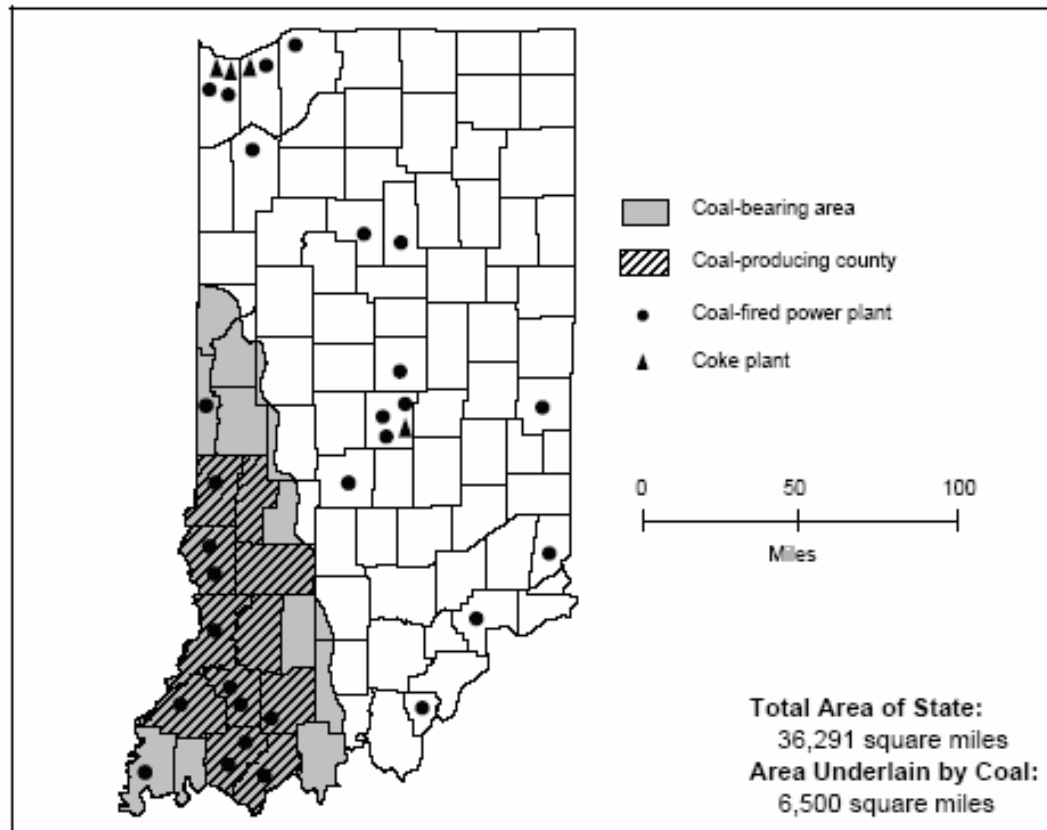 Coal-bearing area
Coal-producing county
Coal-fired power plant
Coke plant
0 50 100
Miles
Total Area of State:
36,291 square miles
Area Underlain by Coal:
6,500 square miles